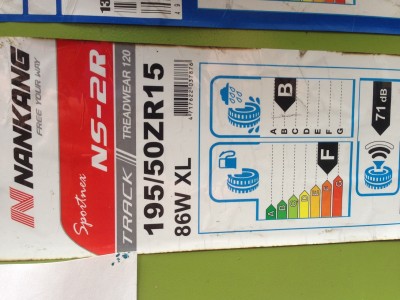 NANKANG
FREE YOUR WAY
Sportnex
NS-2R
TRACK TREADWEAR 120
195/50ZR15
86W XL
B
A B C D E F G
F
A B C D E F G
71 dB